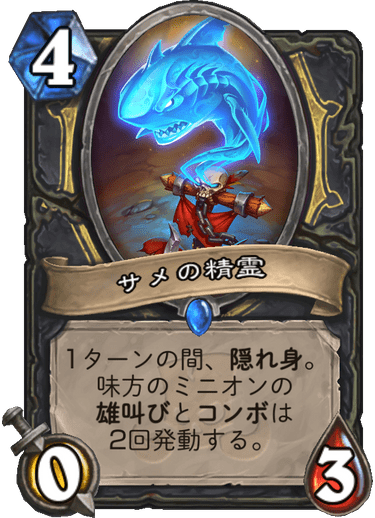 4
サメの精霊
1ターンの間、隠れ身。
味方のミニオンの
雄叫びとコンボは
2回発動する。
0
3